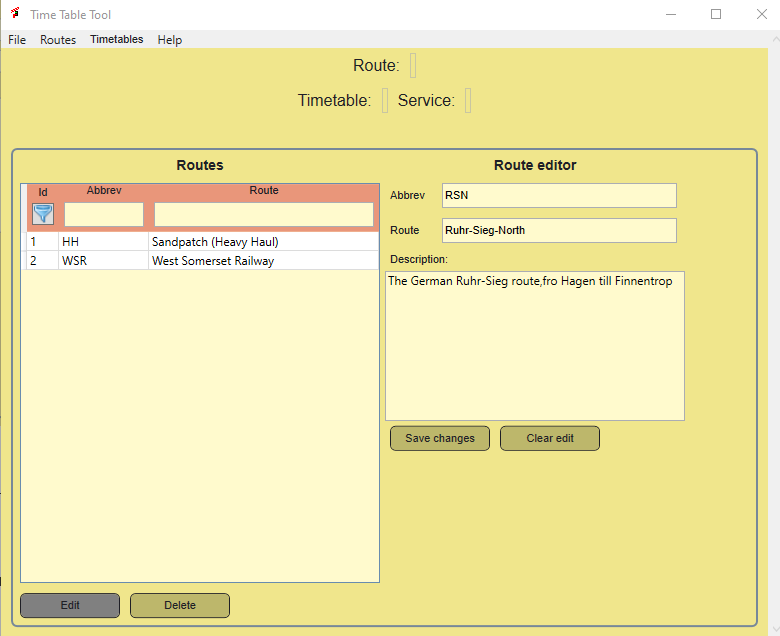 Time Table Tool
File Routes Timetables Help
Route:
Timetable: Service:
Routes
Id Abbrev Route
1 HH Sandpatch (Heavy Haul)
2 WSR West Somerset Railway
Edit Delete
Route editor
Abbrev RSN
Route Ruhr-Sieg-North
Description:
The German Ruhr-Sieg route,fro Hagen till Finnentrop
Save changes Clear edit